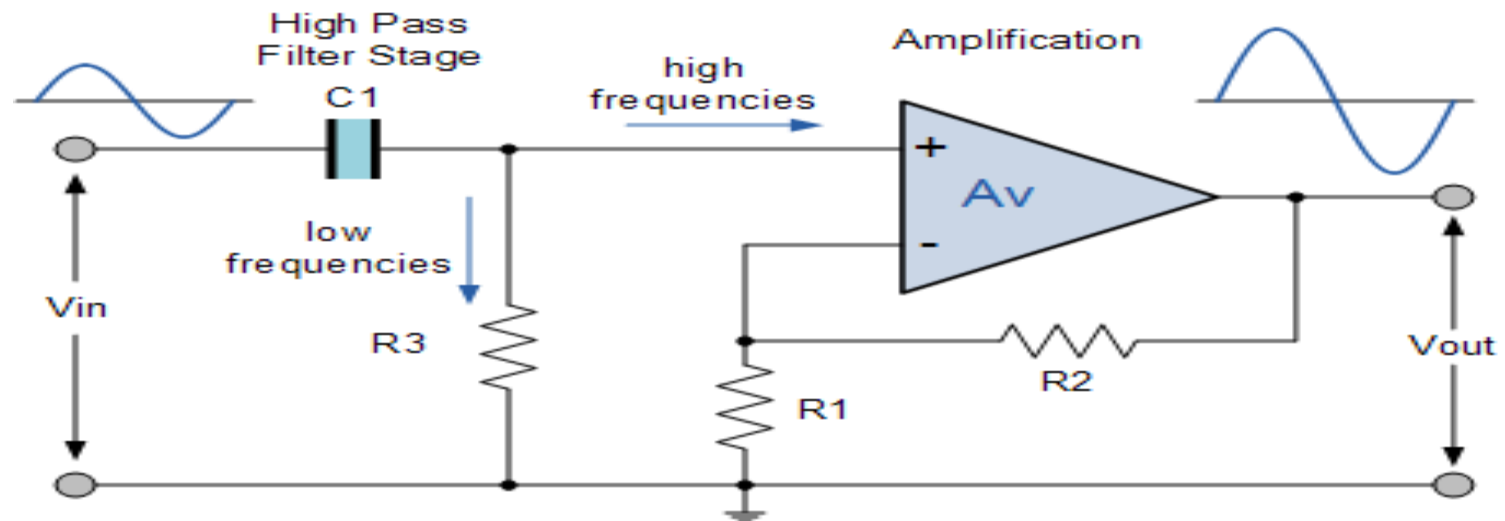 High Pass
Filter Stage
C1
high
frequencies
Amplification
+
Av
-
low
frequencies
Vin
R3
R1
R2
Vout